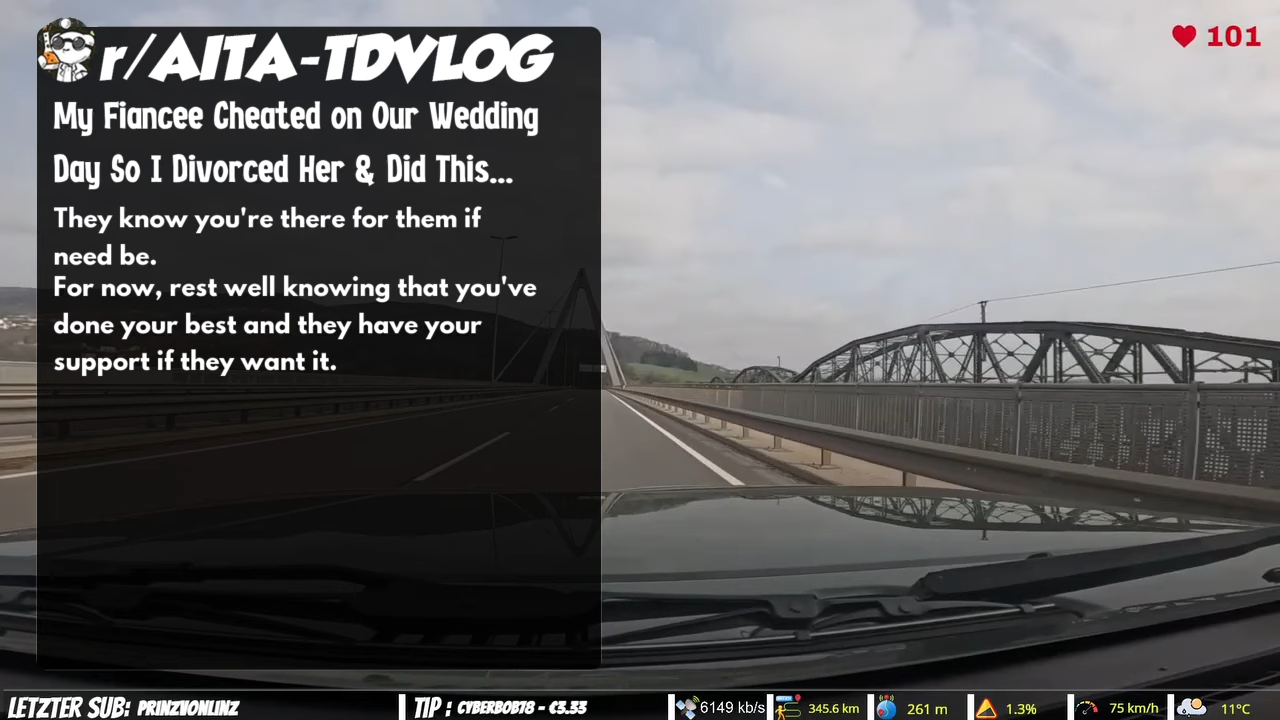 r/AITA-TDVLOG
101
My Fiancee Cheated on Our Wedding
Day So I Divorced Her & Did This...
They know you're there for them if
need be.
For now, rest well knowing that you've
done your best and they have your
support if they want it.
LETZTER SUB: PRINZVONLINZ
TIP : CYBERBOB78 - €3.33
6149 kb/s
345.6 km
261 m
1.3%
75 km/h
11°C